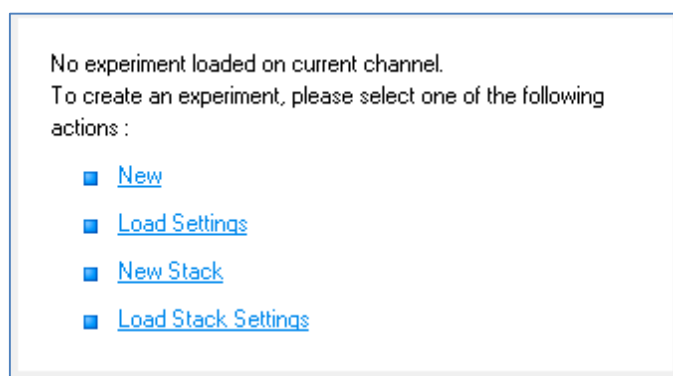 No experiment loaded on current channel.
To create an experiment, please select one of the following
actions :
New
Load Settings
New Stack
Load Stack Settings